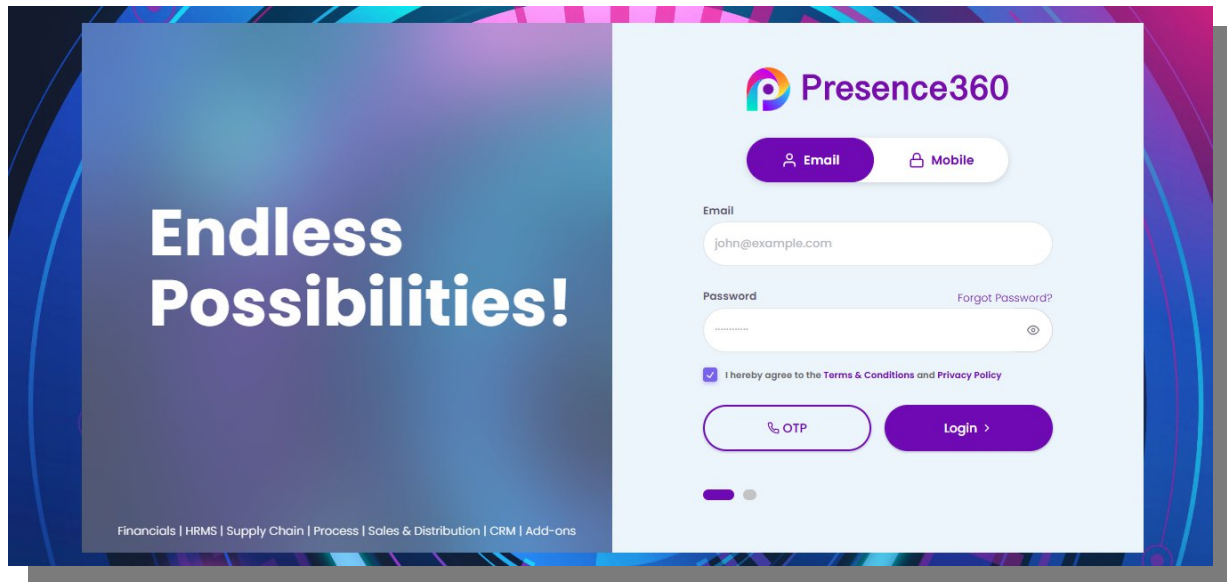 Endless
Possibilities!
Financials | HRMS | Supply Chain | Process | Sales & Distribution | CRM | Add-ons
Presence360
Email
Mobile
Email
john@example.com
Password
Forgot Password?
············
I hereby agree to the Terms & Conditions and Privacy Policy
OTP
Login >